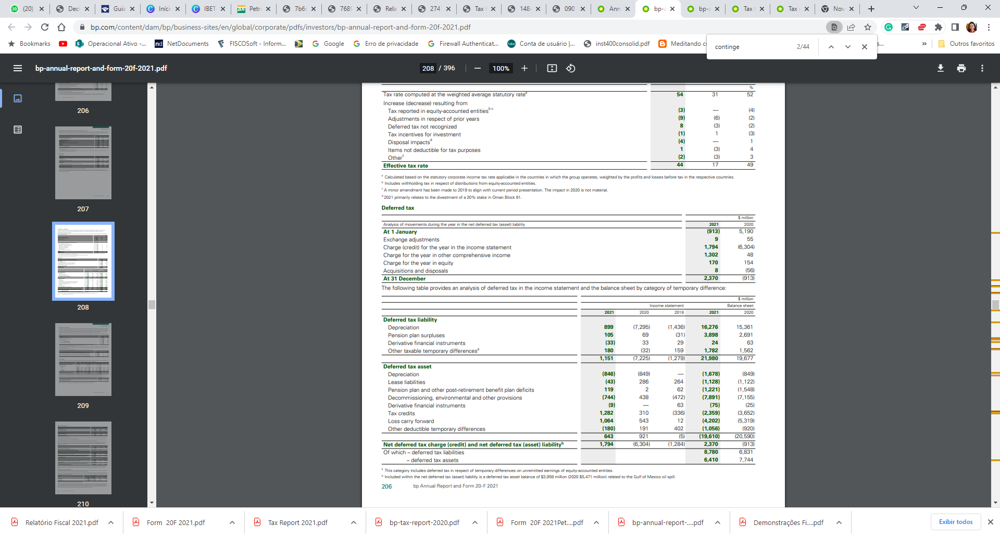 20 (20) Dec Guia Iníci IBET BR Petr 7b6 768 Rela 274 Tax 148 090 Ann bp- bp- Tax Tax Nov
bp.com/content/dam/bp/business-sites/en/global/corporate/pdfs/investors/bp-annual-report-and-form-20f-2021.pdf
Bookmarks Operacional Ativo -... nd NetDocuments FISCOSoft - Inform... Google Erro de privacidade Firewall Authenticat... Conta de usuário |... inst400consolid.pdf Meditando s... » Outros favoritos
continge 2/44
bp-annual-report-and-form-20f-2021.pdf 208 / 396 — 100% +
206
207
208
209
210
%
Tax rate computed at the weighted average statutory rateᵃ 54 31 52
Increase (decrease) resulting from
Tax reported in equity-accounted entitiesᵇ ᶜ (3) — (4)
Adjustments in respect of prior years (9) (6) (2)
Deferred tax not recognized 8 (3) (2)
Tax incentives for investment (1) 1 (3)
Disposal impactsᵈ (4) — 1
Items not deductible for tax purposes 1 (3) 4
Otherᶜ (2) (3) 3
Effective tax rate 44 17 49
ᵃ Calculated based on the statutory corporate income tax rate applicable in the countries in which the group operates, weighted by the profits and losses before tax in the respective countries.
ᵇ Includes withholding tax in respect of distributions from equity-accounted entities.
ᶜ A minor amendment has been made to 2019 to align with current period presentation. The impact in 2020 is not material.
ᵈ 2021 primarily relates to the divestment of a 20% stake in Oman Block 61.
Deferred tax
$ million
Analysis of movements during the year in the net deferred tax (asset) liability 2021 2020
At 1 January (913) 5,190
Exchange adjustments 9 55
Charge (credit) for the year in the income statement 1,794 (6,304)
Charge for the year in other comprehensive income 1,302 48
Charge for the year in equity 170 154
Acquisitions and disposals 8 (56)
At 31 December 2,370 (913)
The following table provides an analysis of deferred tax in the income statement and the balance sheet by category of temporary difference:
$ million
Income statement Balance sheet
2021 2020 2019 2021 2020
Deferred tax liability
Depreciation 899 (7,295) (1,436) 16,276 15,361
Pension plan surpluses 105 69 (31) 3,898 2,691
Derivative financial instruments (33) 33 29 24 63
Other taxable temporary differencesᵃ 180 (32) 159 1,782 1,562
1,151 (7,225) (1,279) 21,980 19,677
Deferred tax asset
Depreciation (846) (849) — (1,678) (849)
Lease liabilities (43) 286 264 (1,128) (1,122)
Pension plan and other post-retirement benefit plan deficits 119 2 62 (1,221) (1,548)
Decommissioning, environmental and other provisions (744) 438 (472) (7,891) (7,155)
Derivative financial instruments (9) — 63 (75) (25)
Tax credits 1,282 310 (336) (2,359) (3,652)
Loss carry forward 1,064 543 12 (4,202) (5,319)
Other deductible temporary differences (180) 191 402 (1,056) (920)
643 921 (5) (19,610) (20,590)
Net deferred tax charge (credit) and net deferred tax (asset) liabilityᵇ 1,794 (6,304) (1,284) 2,370 (913)
Of which – deferred tax liabilities 8,780 6,831
– deferred tax assets 6,410 7,744
ᵃ This category includes deferred tax in respect of temporary differences on unremitted earnings of equity-accounted entities.
ᵇ Included within the net deferred tax (asset) liability is a deferred tax asset balance of $3,959 million (2020 $5,471 million) related to the Gulf of Mexico oil spill.
206 bp Annual Report and Form 20-F 2021
Relatório Fiscal 2021.pdf Form 20F 2021.pdf Tax Report 2021.pdf bp-tax-report-2020.pdf Form 20F 2021Pet....pdf bp-annual-report-....pdf Demonstrações Fi....pdf Exibir todos